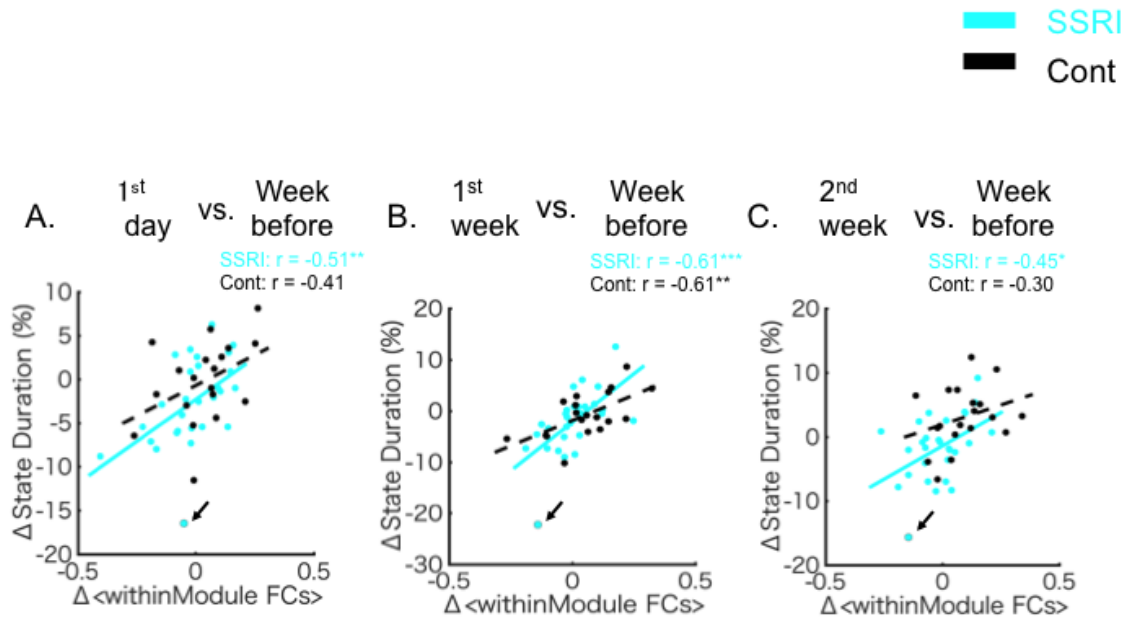 SSRI
Cont
A. 1st day vs. Week before
SSRI: r = -0.51**
Cont: r = -0.41
10
5
0
-5
-10
-15
-20
-0.5 0 0.5
Δ State Duration (%)
Δ <withinModule FCs>
B. 1st week vs. Week before
SSRI: r = -0.61***
Cont: r = -0.61**
20
10
0
-10
-20
-30
-0.5 0 0.5
Δ State Duration (%)
Δ <withinModule FCs>
C. 2nd week vs. Week before
SSRI: r = -0.45*
Cont: r = -0.30
20
10
0
-10
-20
-0.5 0 0.5
Δ State Duration (%)
Δ <withinModule FCs>